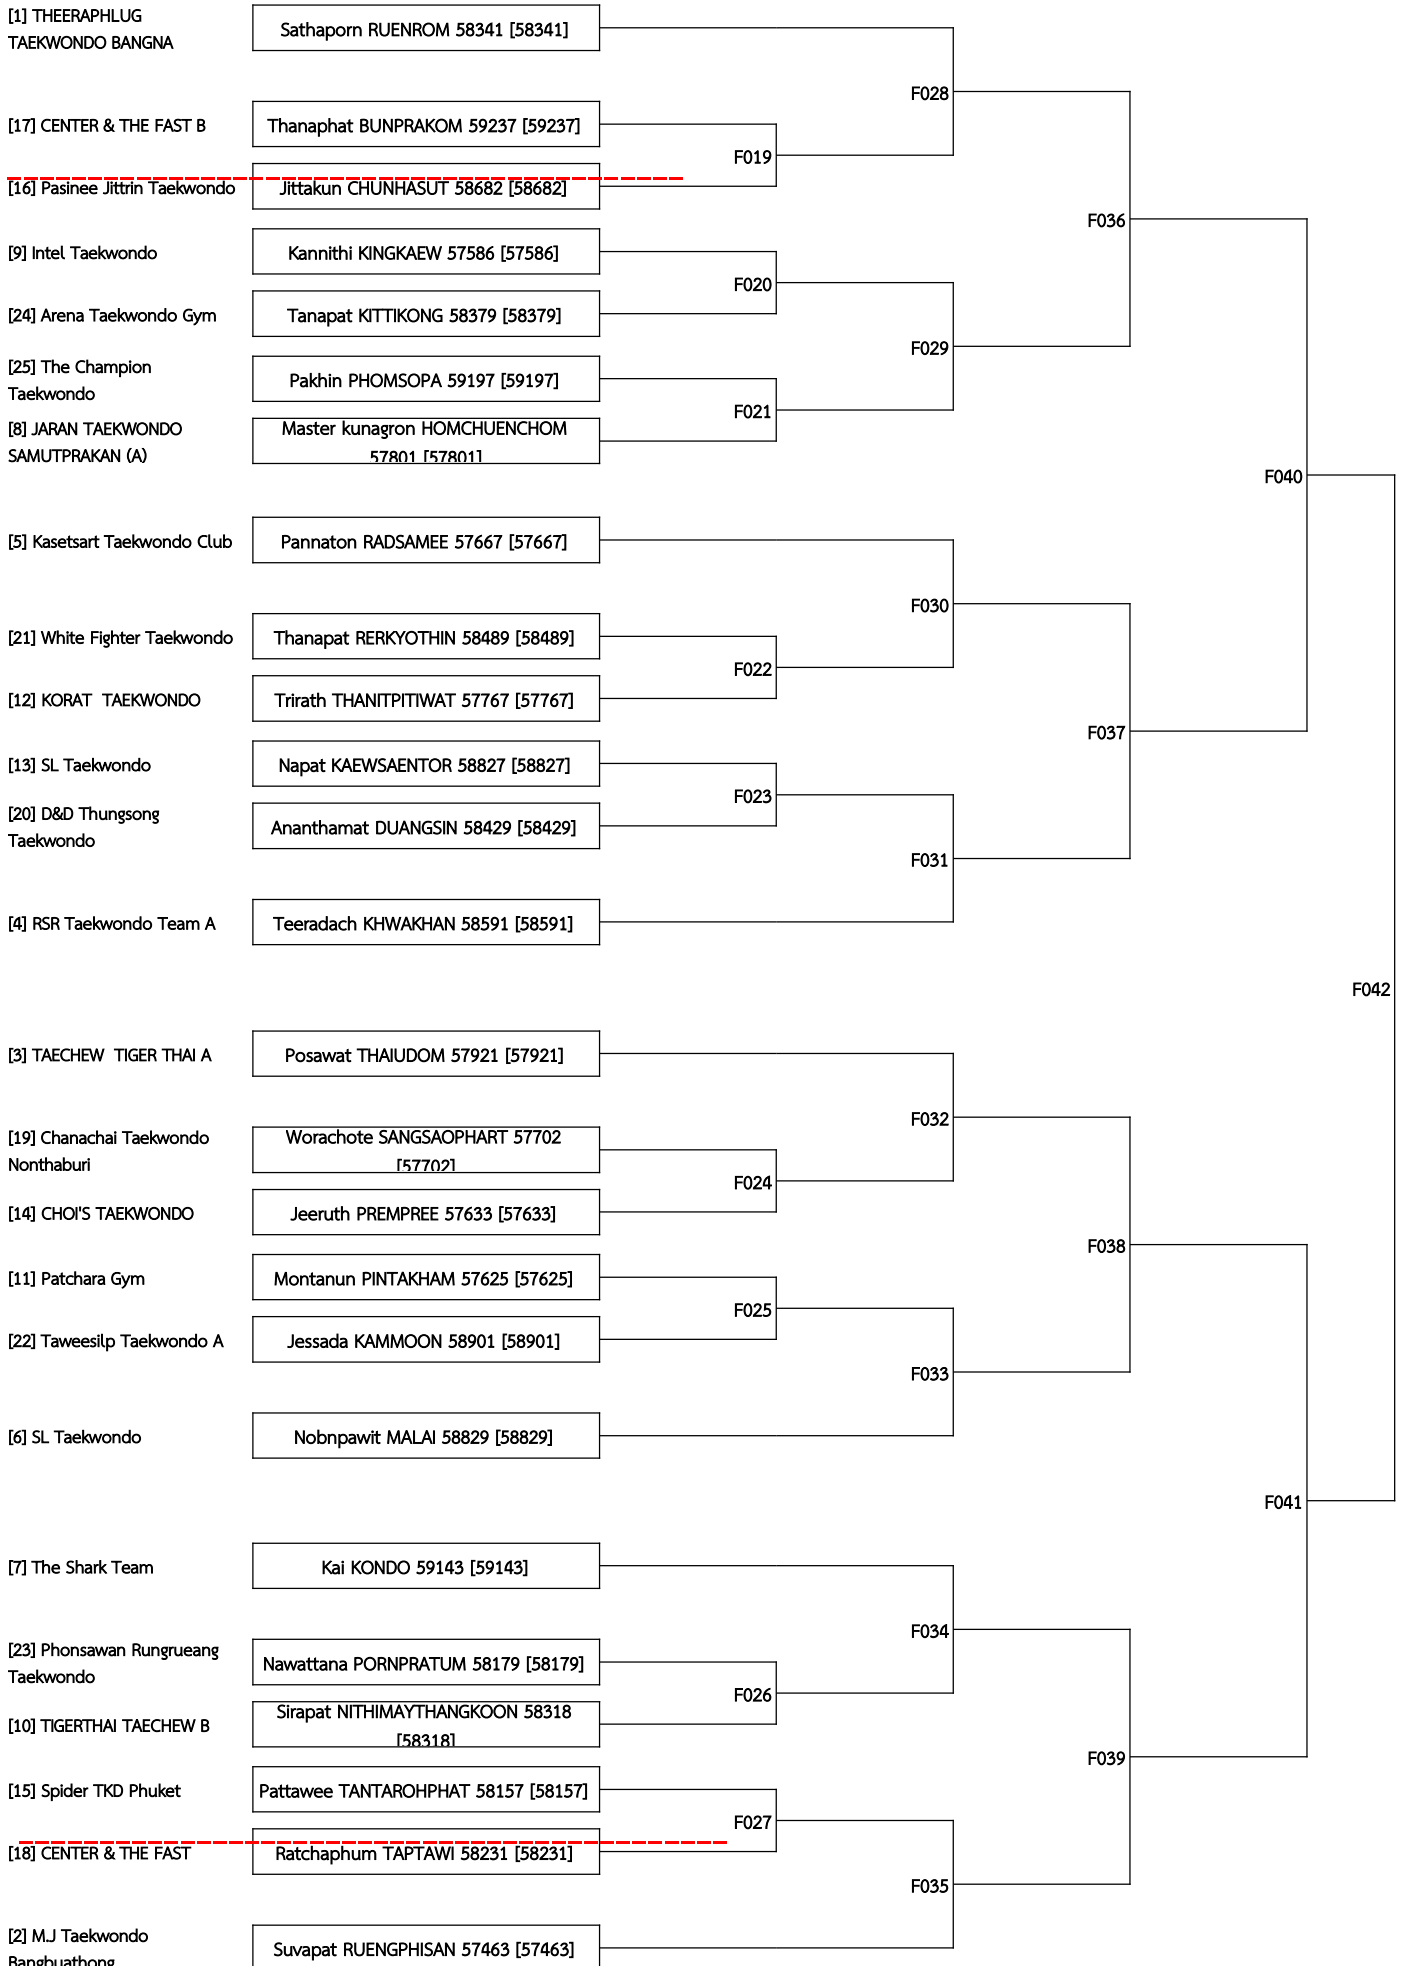 [1] THEERAPHLUG
TAEKWONDO BANGNA
Sathaporn RUENROM 58341 [58341]
F028
[17] CENTER & THE FAST B
Thanaphat BUNPRAKOM 59237 [59237]
F019
[16] Pasinee Jittrin Taekwondo
Jittakun CHUNHASUT 58682 [58682]
F036
[9] Intel Taekwondo
Kannithi KINGKAEW 57586 [57586]
F020
[24] Arena Taekwondo Gym
Tanapat KITTIKONG 58379 [58379]
F029
[25] The Champion
Taekwondo
Pakhin PHOMSOPA 59197 [59197]
F021
[8] JARAN TAEKWONDO
SAMUTPRAKAN (A)
Master kunagron HOMCHUENCHOM
57801 [57801]
F040
[5] Kasetsart Taekwondo Club
Pannaton RADSAMEE 57667 [57667]
F030
[21] White Fighter Taekwondo
Thanapat RERKYOTHIN 58489 [58489]
F022
[12] KORAT  TAEKWONDO
Trirath THANITPITIWAT 57767 [57767]
F037
[13] SL Taekwondo
Napat KAEWSAENTOR 58827 [58827]
F023
[20] D&D Thungsong
Taekwondo
Ananthamat DUANGSIN 58429 [58429]
F031
[4] RSR Taekwondo Team A
Teeradach KHWAKHAN 58591 [58591]
F042
[3] TAECHEW  TIGER THAI A
Posawat THAIUDOM 57921 [57921]
F032
[19] Chanachai Taekwondo
Nonthaburi
Worachote SANGSAOPHART 57702
[57702]
F024
[14] CHOI'S TAEKWONDO
Jeeruth PREMPREE 57633 [57633]
F038
[11] Patchara Gym
Montanun PINTAKHAM 57625 [57625]
F025
[22] Taweesilp Taekwondo A
Jessada KAMMOON 58901 [58901]
F033
[6] SL Taekwondo
Nobnpawit MALAI 58829 [58829]
F041
[7] The Shark Team
Kai KONDO 59143 [59143]
F034
[23] Phonsawan Rungrueang
Taekwondo
Nawattana PORNPRATUM 58179 [58179]
F026
[10] TIGERTHAI TAECHEW B
Sirapat NITHIMAYTHANGKOON 58318
[58318]
F039
[15] Spider TKD Phuket
Pattawee TANTAROHPHAT 58157 [58157]
F027
[18] CENTER & THE FAST
Ratchaphum TAPTAWI 58231 [58231]
F035
[2] M.J Taekwondo
Bangbuathong
Suvapat RUENGPHISAN 57463 [57463]